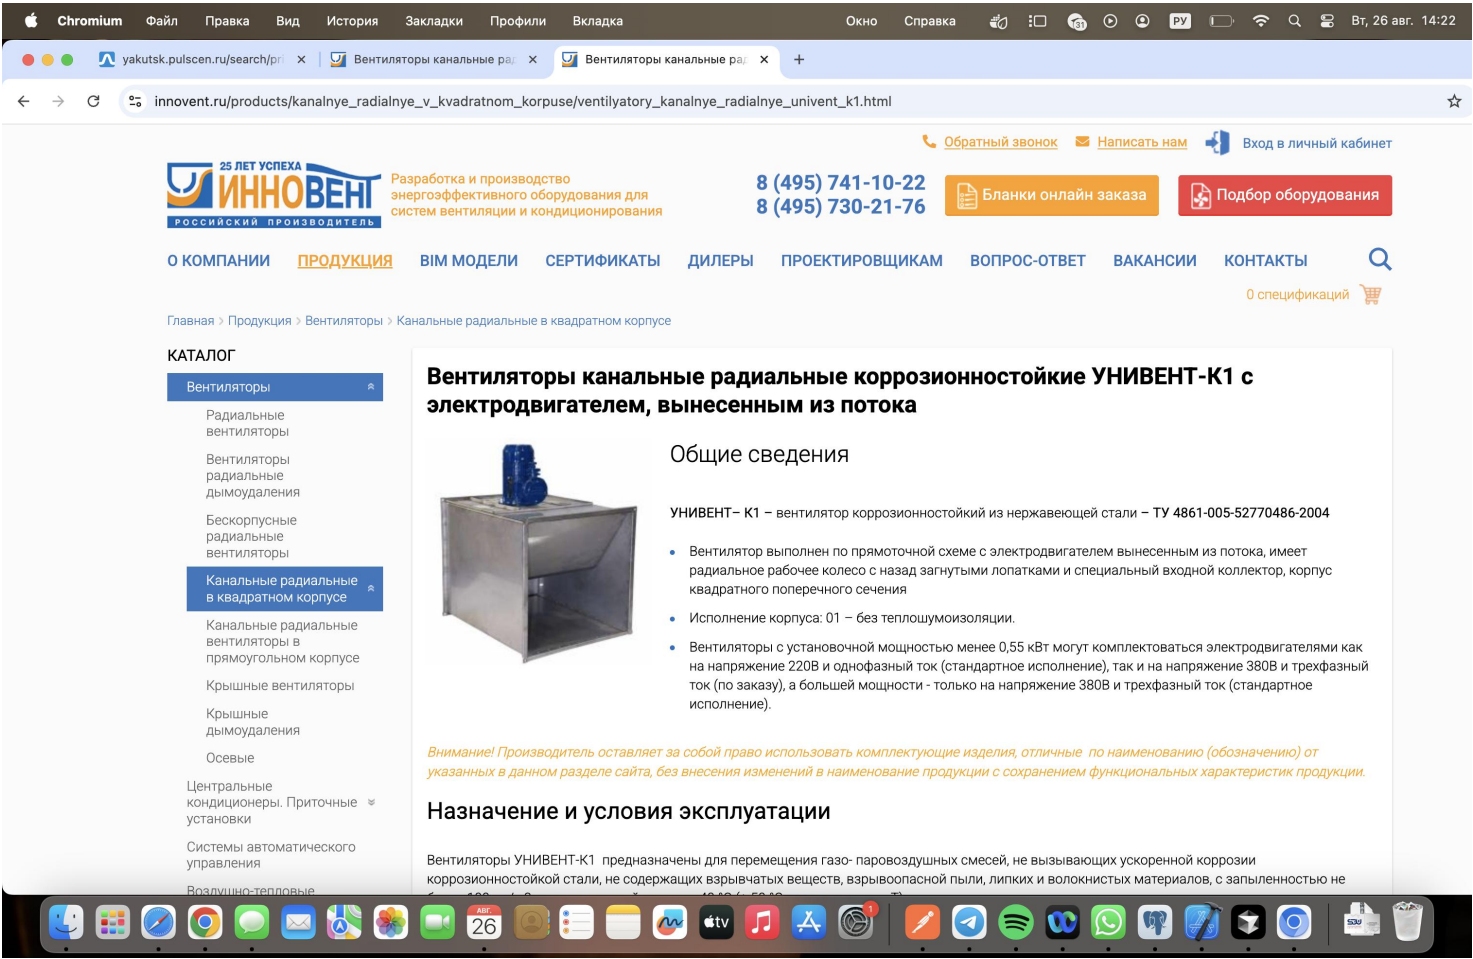 Chromium Файл Правка Вид История Закладки Профили Вкладка Окно Справка РУ Вт, 26 авг. 14:22
yakutsk.pulscen.ru/search/pri Вентиляторы канальные рад Вентиляторы канальные рад
innovent.ru/products/kanalnye_radialnye_v_kvadratnom_korpuse/ventilyatory_kanalnye_radialnye_univent_k1.html
Обратный звонок Написать нам Вход в личный кабинет
25 ЛЕТ УСПЕХА
ИННОВЕНТ
РОССИЙСКИЙ ПРОИЗВОДИТЕЛЬ
Разработка и производство
энергоэффективного оборудования для
систем вентиляции и кондиционирования
8 (495) 741-10-22
8 (495) 730-21-76
Бланки онлайн заказа
Подбор оборудования
О КОМПАНИИ ПРОДУКЦИЯ BIM МОДЕЛИ СЕРТИФИКАТЫ ДИЛЕРЫ ПРОЕКТИРОВЩИКАМ ВОПРОС-ОТВЕТ ВАКАНСИИ КОНТАКТЫ
0 спецификаций
Главная > Продукция > Вентиляторы > Канальные радиальные в квадратном корпусе
КАТАЛОГ
Вентиляторы
Радиальные
вентиляторы
Вентиляторы
радиальные
дымоудаления
Бескорпусные
радиальные
вентиляторы
Канальные радиальные
в квадратном корпусе
Канальные радиальные
вентиляторы в
прямоугольном корпусе
Крышные вентиляторы
Крышные
дымоудаления
Осевые
Центральные
кондиционеры. Приточные
установки
Системы автоматического
управления
Воздушно-тепловые
Вентиляторы канальные радиальные коррозионностойкие УНИВЕНТ-К1 с
электродвигателем, вынесенным из потока
Общие сведения
УНИВЕНТ– К1 – вентилятор коррозионностойкий из нержавеющей стали – ТУ 4861-005-52770486-2004
• Вентилятор выполнен по прямоточной схеме с электродвигателем вынесенным из потока, имеет
радиальное рабочее колесо с назад загнутыми лопатками и специальный входной коллектор, корпус
квадратного поперечного сечения
• Исполнение корпуса: 01 – без теплошумоизоляции.
• Вентиляторы с установочной мощностью менее 0,55 кВт могут комплектоваться электродвигателями как
на напряжение 220В и однофазный ток (стандартное исполнение), так и на напряжение 380В и трехфазный
ток (по заказу), а большей мощности - только на напряжение 380В и трехфазный ток (стандартное
исполнение).
Внимание! Производитель оставляет за собой право использовать комплектующие изделия, отличные по наименованию (обозначению) от
указанных в данном разделе сайта, без внесения изменений в наименование продукции с сохранением функциональных характеристик продукции.
Назначение и условия эксплуатации
Вентиляторы УНИВЕНТ-К1 предназначены для перемещения газо- паровоздушных смесей, не вызывающих ускоренной коррозии
коррозионностойкой стали, не содержащих взрывчатых веществ, взрывоопасной пыли, липких и волокнистых материалов, с запыленностью не
АВГ.
26
tv
1